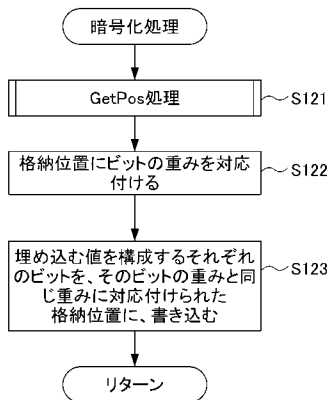 暗号化処理
GetPos処理
S121
格納位置にビットの重みを対応
付ける
S122
埋め込む値を構成するそれぞれ
のビットを、そのビットの重みと同
じ重みに対応付けられた
格納位置に、書き込む
S123
リターン